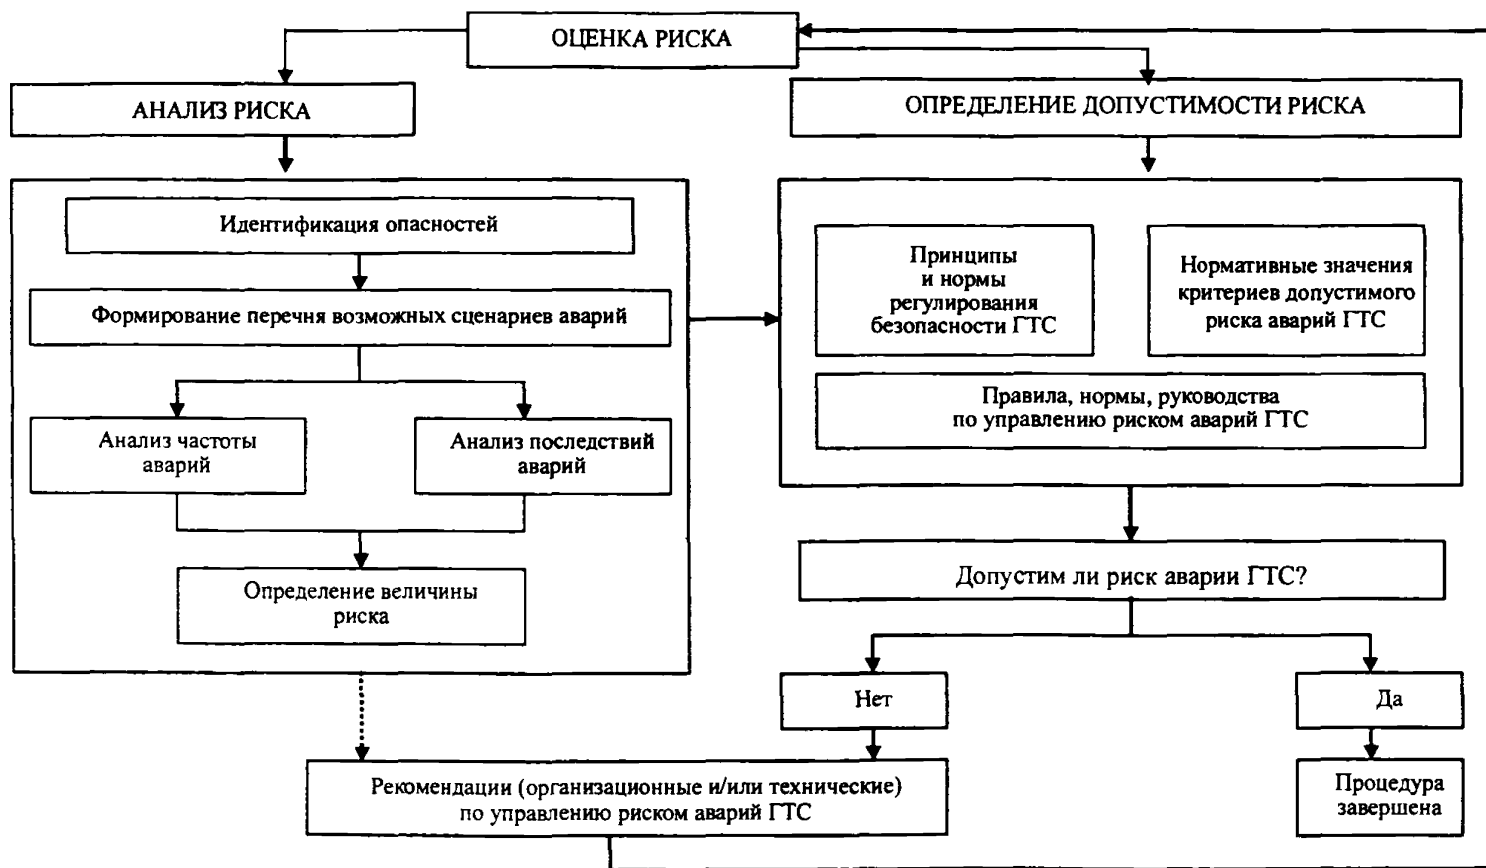 ОЦЕНКА РИСКА
АНАЛИЗ РИСКА
ОПРЕДЕЛЕНИЕ ДОПУСТИМОСТИ РИСКА
Идентификация опасностей
Формирование перечня возможных сценариев аварий
Анализ частоты
аварий
Анализ последствий
аварий
Определение величины
риска
Принципы
и нормы
регулирования
безопасности ГТС
Нормативные значения
критериев допустимого
риска аварий ГТС
Правила, нормы, руководства
по управлению риском аварий ГТС
Допустим ли риск аварии ГТС?
Нет
Да
Рекомендации (организационные и/или технические)
по управлению риском аварий ГТС
Процедура
завершена